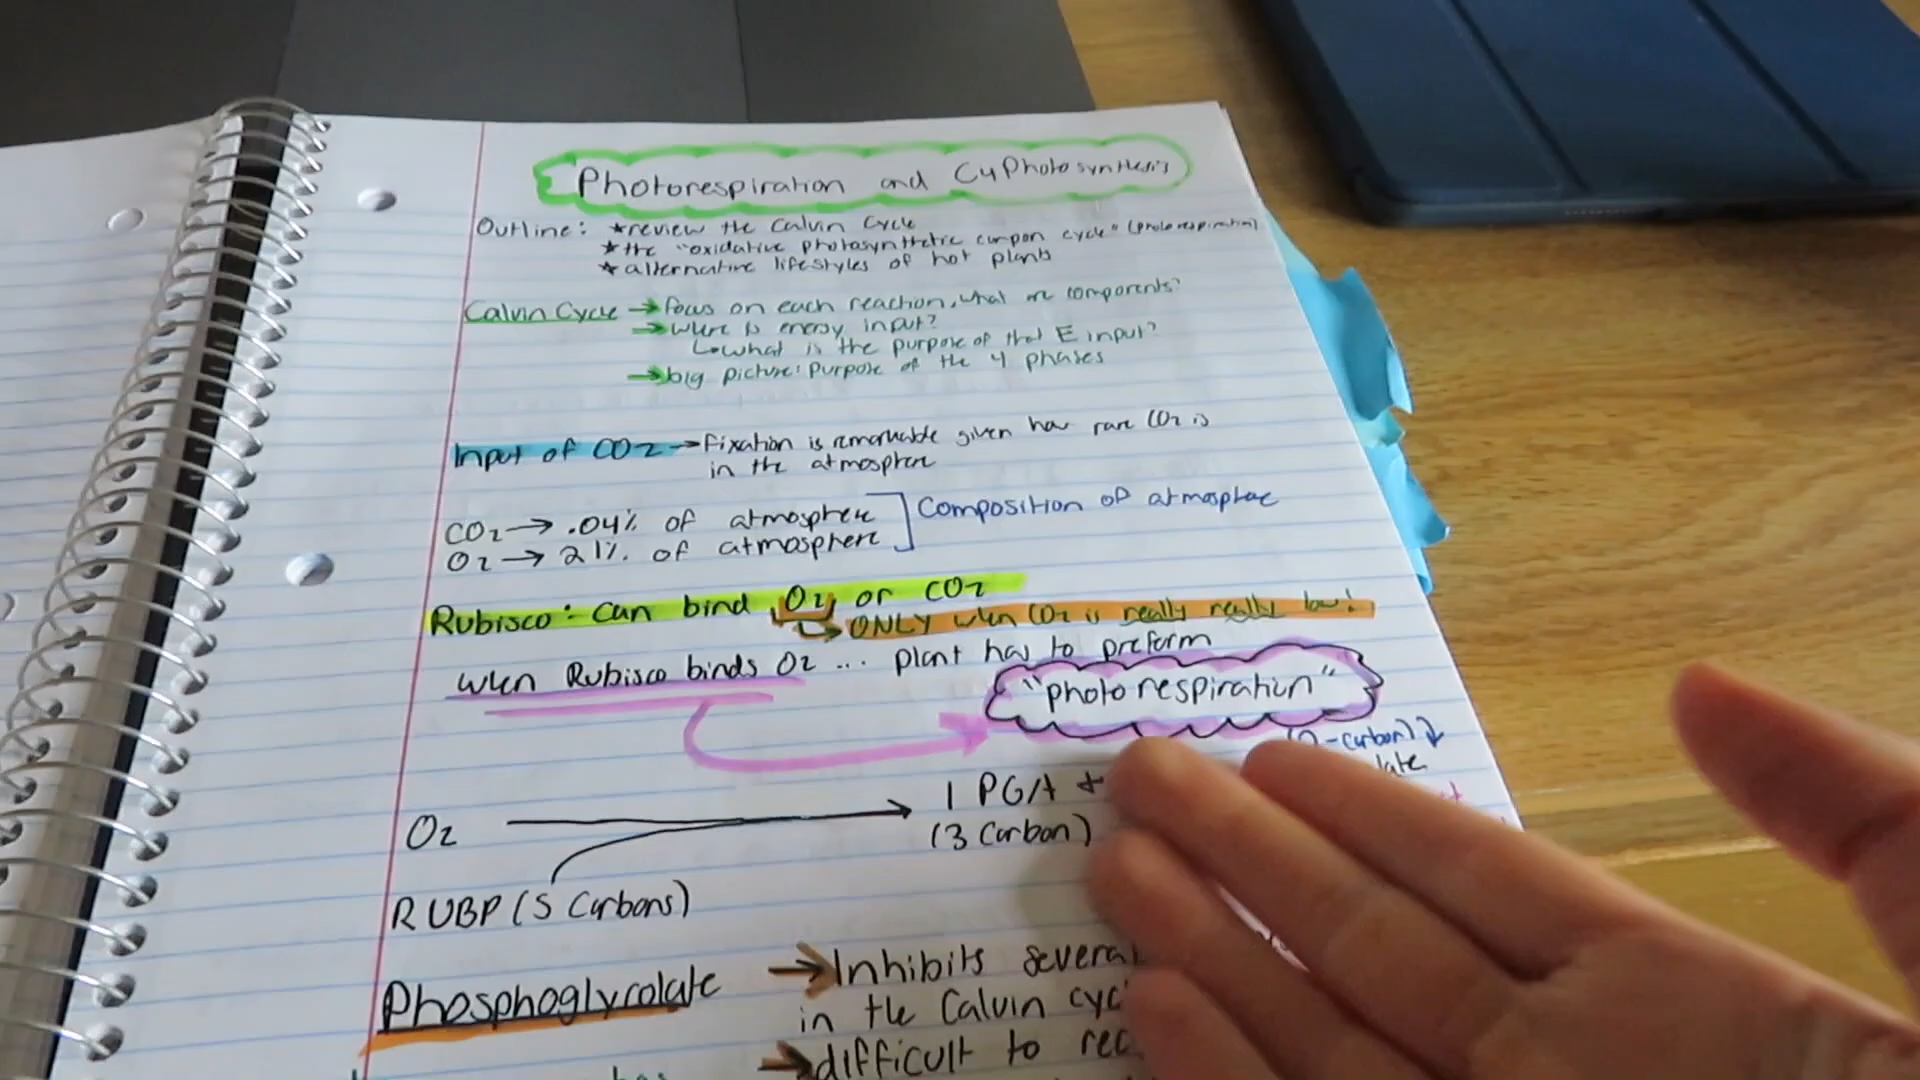 Photorespiration and C4 Photosynthesis
Outline: ★review the Calvin Cycle
★the "oxidative photosynthetic carbon cycle" (photorespiration)
★alternative lifestyles of hot plants
Calvin Cycle → focus on each reaction, what are components?
→ where is energy input?
↳ what is the purpose of that E input?
→ big picture: purpose of the 4 phases
Input of CO2 → Fixation is remarkable given how rare CO2 is
in the atmosphere
CO2 → .04% of atmosphere ] Composition of atmosphere
O2 → 21% of atmosphere
Rubisco: Can bind O2 or CO2
↳ ONLY when CO2 is really really low!
when Rubisco binds O2 ... plant has to preform
"photorespiration"
(2-carbon) ↓
O2 → 1 PGA +
(3 Carbon)
RUBP (5 Carbons)
Phosphoglycolate → Inhibits several
in the Calvin
→ difficult to